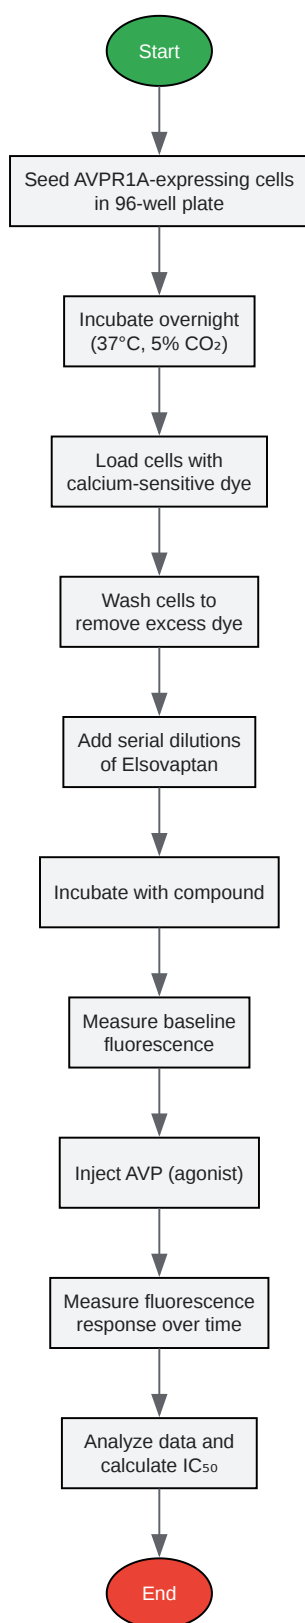 Start
Seed AVPR1A-expressing cells
in 96-well plate
Incubate overnight
(37°C, 5% CO₂)
Load cells with
calcium-sensitive dye
Wash cells to
remove excess dye
Add serial dilutions
of Elsovaptan
Incubate with compound
Measure baseline
fluorescence
Inject AVP (agonist)
Measure fluorescence
response over time
Analyze data and
calculate IC₅₀
End